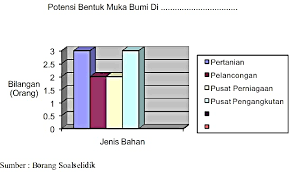 Potensi Bentuk Muka Bumi Di ..................................
3
2.5
2
1.5
1
0.5
0
Bilangan
(Orang)
Jenis Bahan
Pertanian
Pelancongan
Pusat Perniagaan
Pusat Pengangkutan
Sumber : Borang Soalselidik